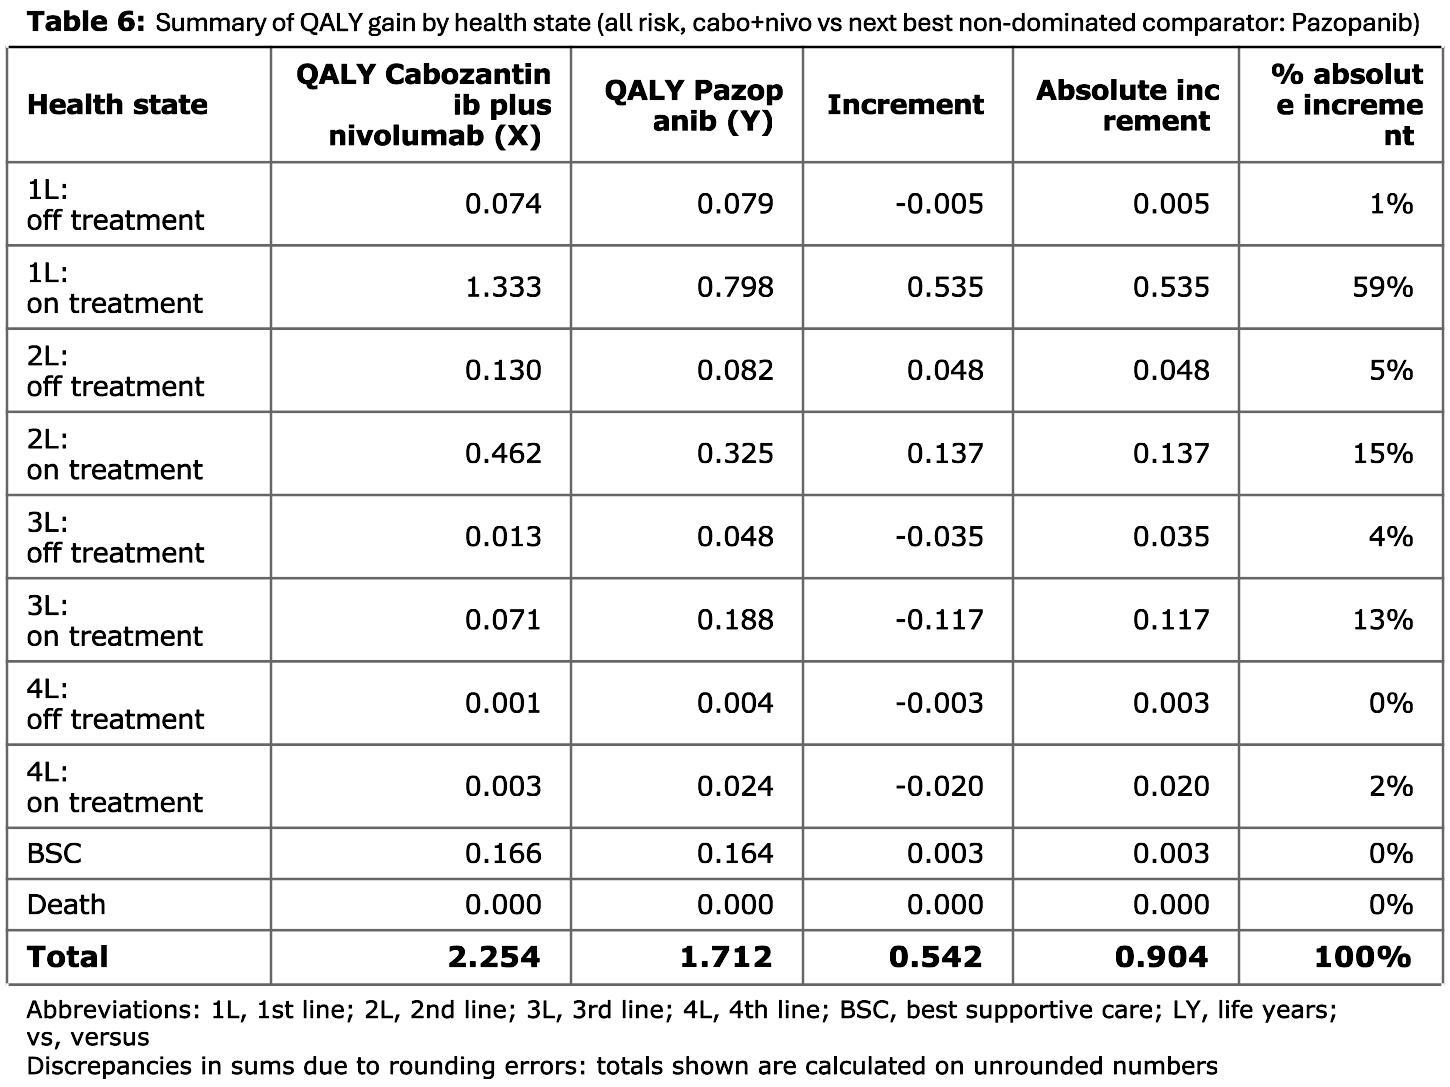 Table 6: Summary of QALY gain by health state (all risk, cabo+nivo vs next best non-dominated comparator: Pazopanib)
Health state
QALY Cabozantin
ib plus
nivolumab (X)
QALY Pazop
anib (Y)
Increment
Absolute inc
rement
% absolut
e increme
nt
1L:
off treatment
0.074
0.079
-0.005
0.005
1%
1L:
on treatment
1.333
0.798
0.535
0.535
59%
2L:
off treatment
0.130
0.082
0.048
0.048
5%
2L:
on treatment
0.462
0.325
0.137
0.137
15%
3L:
off treatment
0.013
0.048
-0.035
0.035
4%
3L:
on treatment
0.071
0.188
-0.117
0.117
13%
4L:
off treatment
0.001
0.004
-0.003
0.003
0%
4L:
on treatment
0.003
0.024
-0.020
0.020
2%
BSC
0.166
0.164
0.003
0.003
0%
Death
0.000
0.000
0.000
0.000
0%
Total
2.254
1.712
0.542
0.904
100%
Abbreviations: 1L, 1st line; 2L, 2nd line; 3L, 3rd line; 4L, 4th line; BSC, best supportive care; LY, life years;
vs, versus
Discrepancies in sums due to rounding errors: totals shown are calculated on unrounded numbers